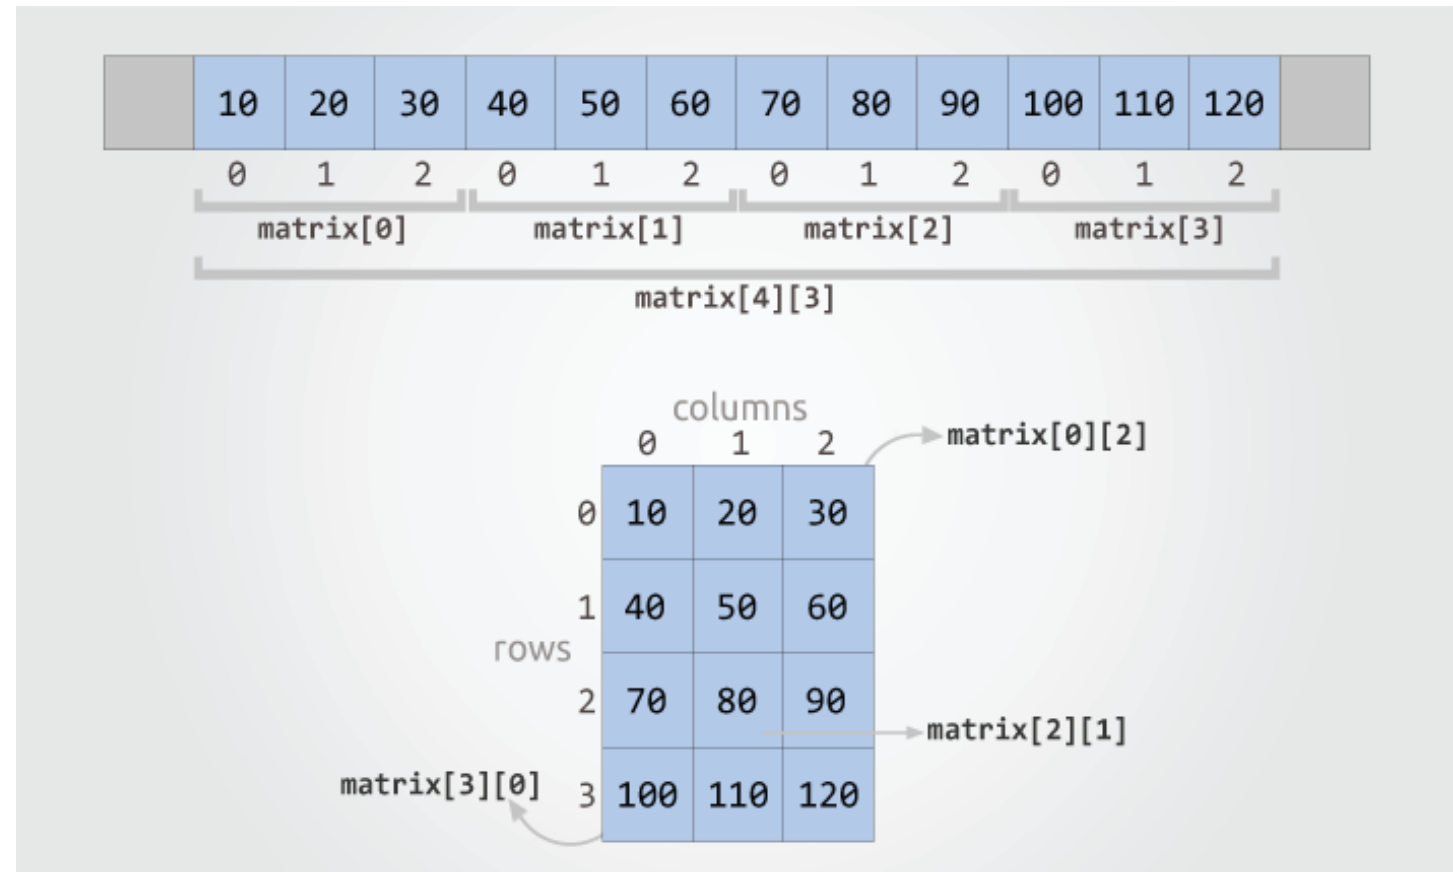 10 20 30 40 50 60 70 80 90 100 110 120
0 1 2 0 1 2 0 1 2 0 1 2
matrix[0] matrix[1] matrix[2] matrix[3]
matrix[4][3]
columns
matrix[0][2]
0 1 2
0 10 20 30
1 40 50 60
rows
2 70 80 90
matrix[2][1]
matrix[3][0]
3 100 110 120